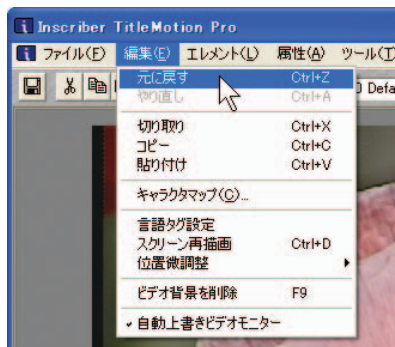 Inscriber TitleMotion Pro
ファイル(F) 編集(E) エレメント(L) 属性(A) ツール(T)
元に戻す Ctrl+Z
やり直し Ctrl+A
Defa
切り取り Ctrl+X
コピー Ctrl+C
貼り付け Ctrl+V
キャラクタマップ(C)...
言語タグ設定
スクリーン再描画 Ctrl+D
位置微調整
ビデオ背景を削除 F9
自動上書きビデオモニター